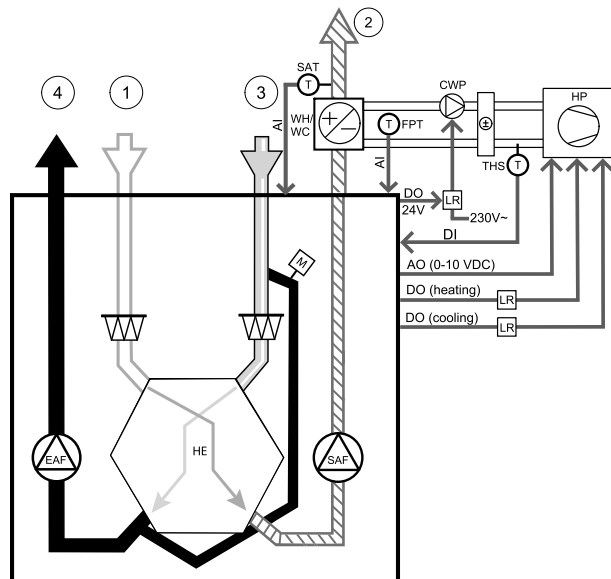 2
SAT
T
4
1
3
CWP
HP
AI
WH/
WC
+
−
T
FPT
±
AI
THS
T
DO
24V
LR
230V~
DI
M
AO (0-10 VDC)
DO (heating)
LR
DO (cooling)
LR
HE
EAF
SAF